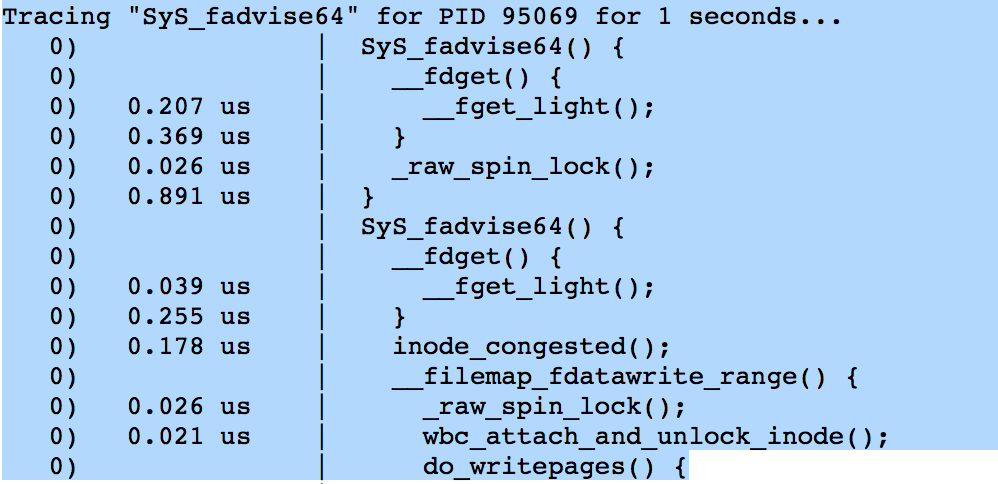 Tracing "SyS_fadvise64" for PID 95069 for 1 seconds...
   0)               |  SyS_fadvise64() {
   0)               |    __fdget() {
   0)   0.207 us    |      __fget_light();
   0)   0.369 us    |    }
   0)   0.026 us    |    _raw_spin_lock();
   0)   0.891 us    |  }
   0)               |  SyS_fadvise64() {
   0)               |    __fdget() {
   0)   0.039 us    |      __fget_light();
   0)   0.255 us    |    }
   0)   0.178 us    |    inode_congested();
   0)               |    __filemap_fdatawrite_range() {
   0)   0.026 us    |      _raw_spin_lock();
   0)   0.021 us    |      wbc_attach_and_unlock_inode();
   0)               |      do_writepages() {